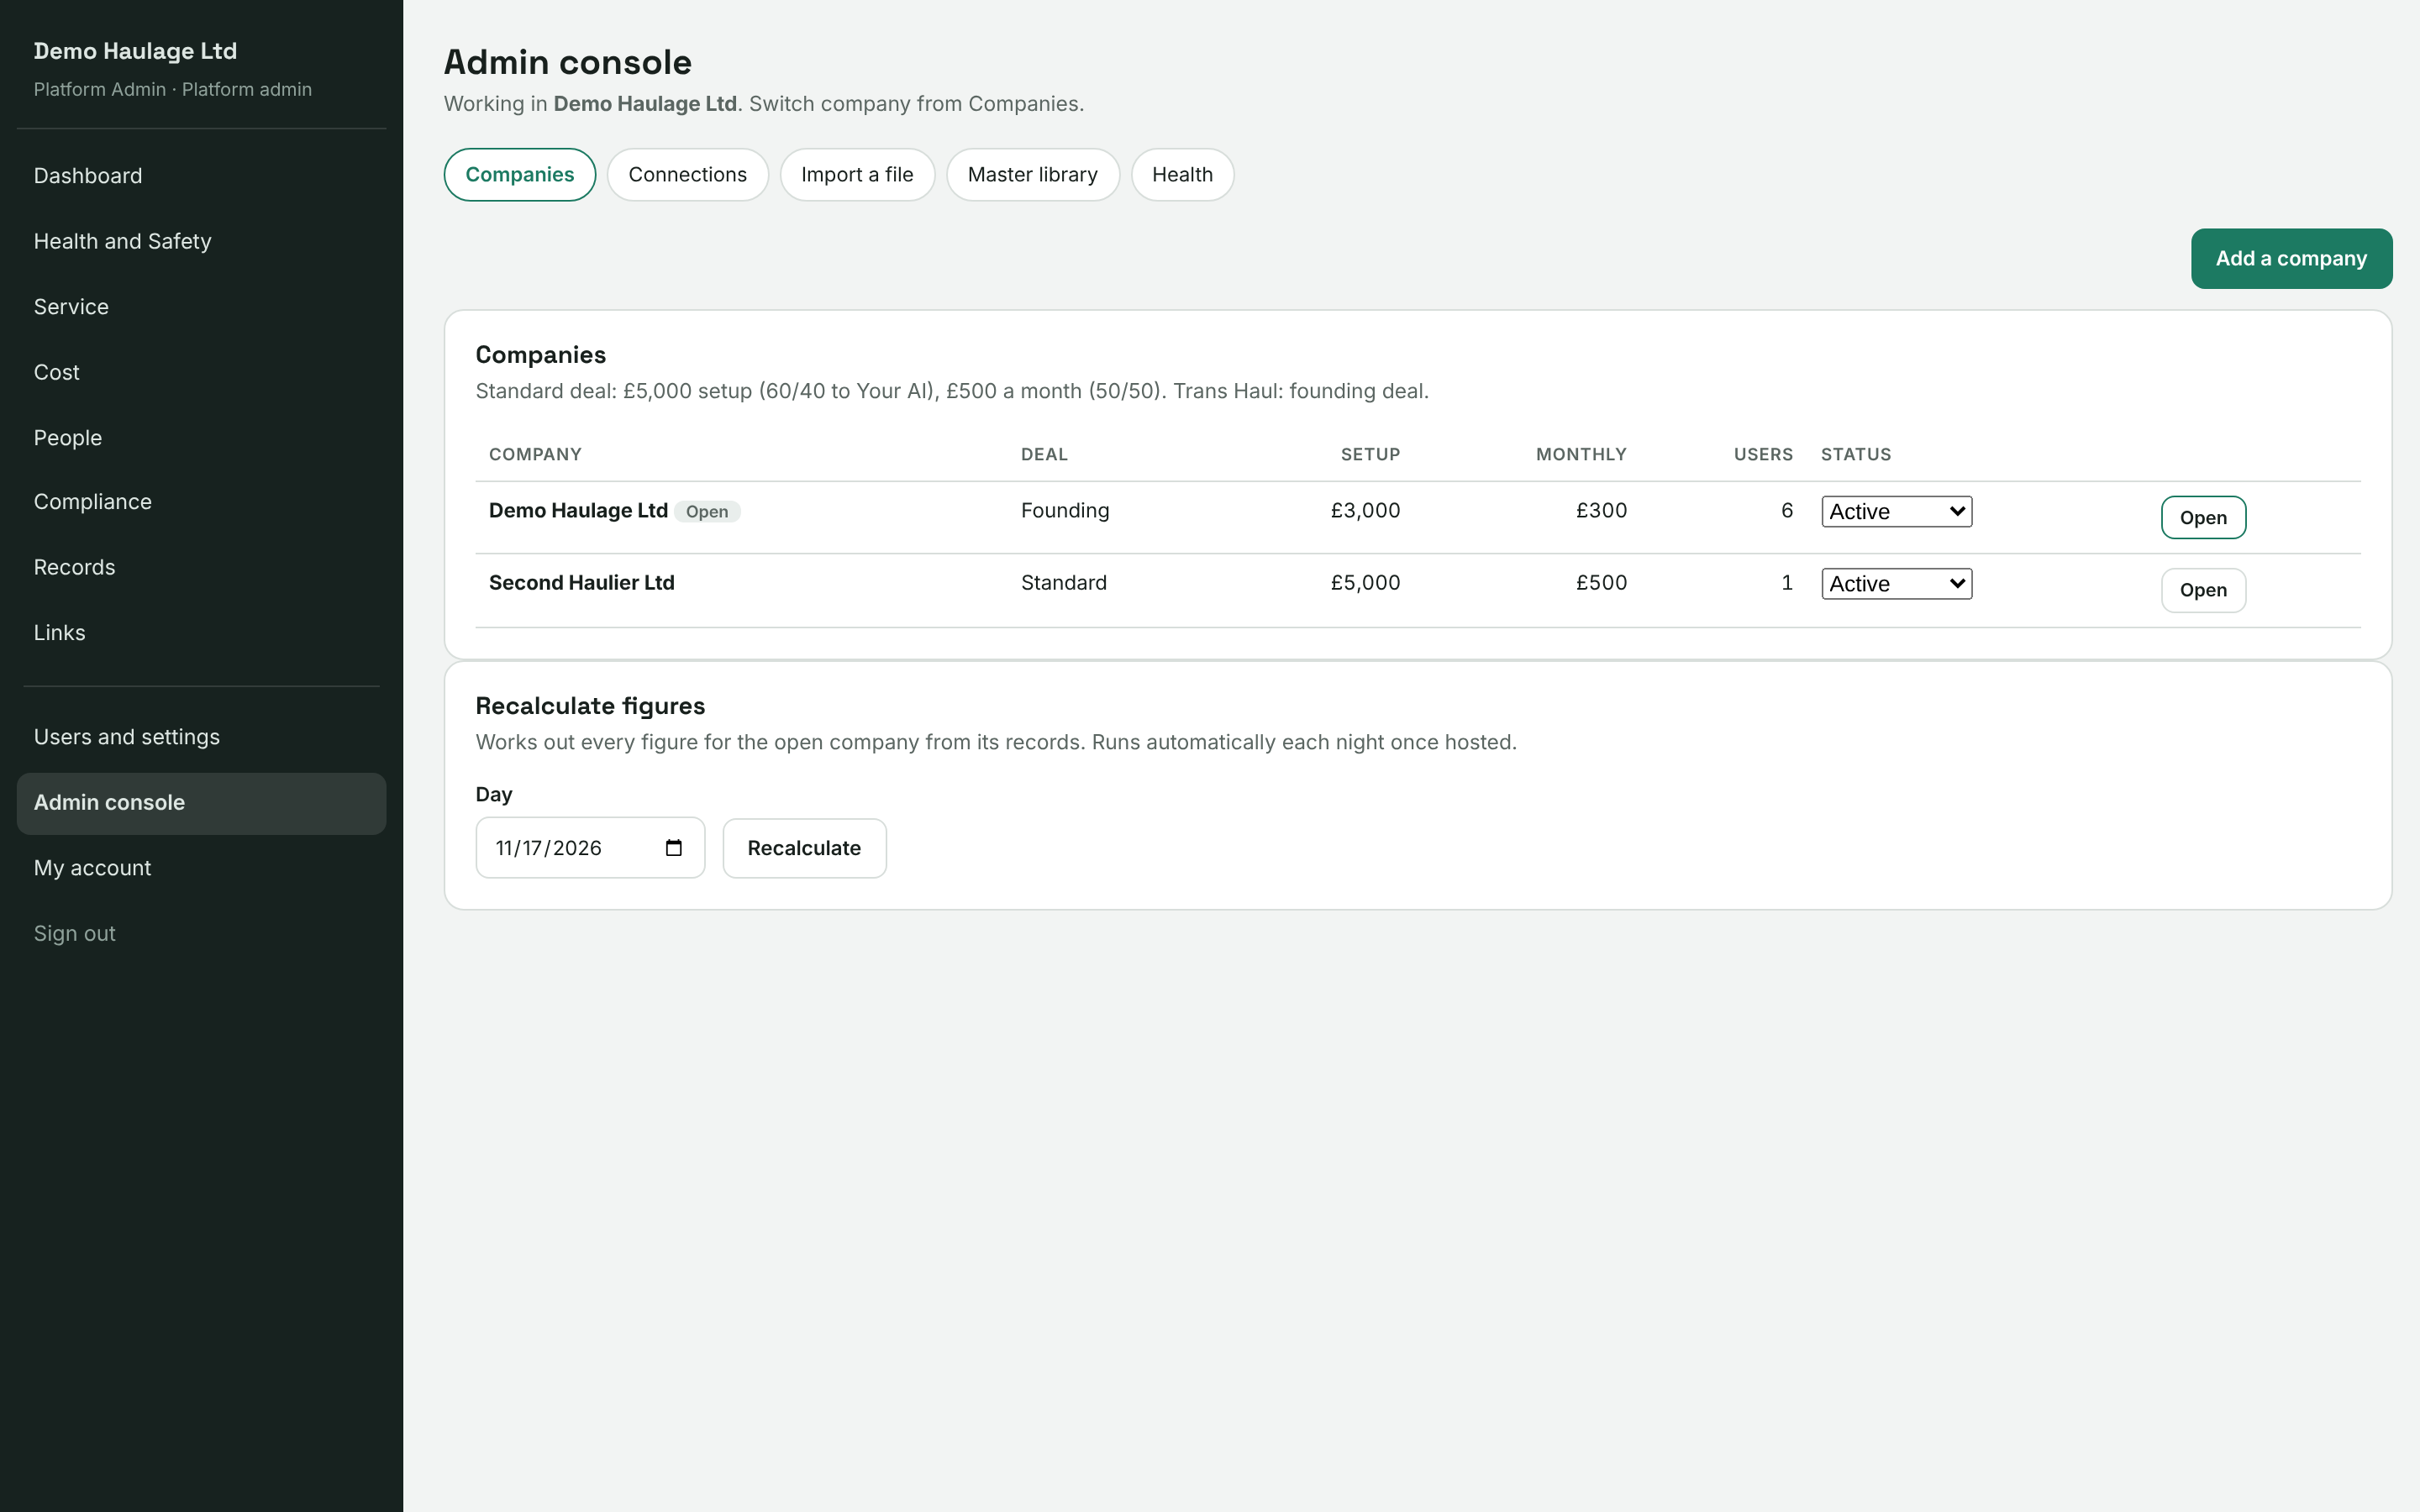 Demo Haulage Ltd
Platform Admin · Platform admin
Dashboard
Health and Safety
Service
Cost
People
Compliance
Records
Links
Users and settings
Admin console
My account
Sign out
Admin console
Working in Demo Haulage Ltd. Switch company from Companies.
Companies Connections Import a file Master library Health
Add a company
Companies
Standard deal: £5,000 setup (60/40 to Your AI), £500 a month (50/50). Trans Haul: founding deal.
COMPANY DEAL SETUP MONTHLY USERS STATUS
Demo Haulage Ltd Open Founding £3,000 £300 6 Active Open
Second Haulier Ltd Standard £5,000 £500 1 Active Open
Recalculate figures
Works out every figure for the open company from its records. Runs automatically each night once hosted.
Day
11/17/2026 Recalculate